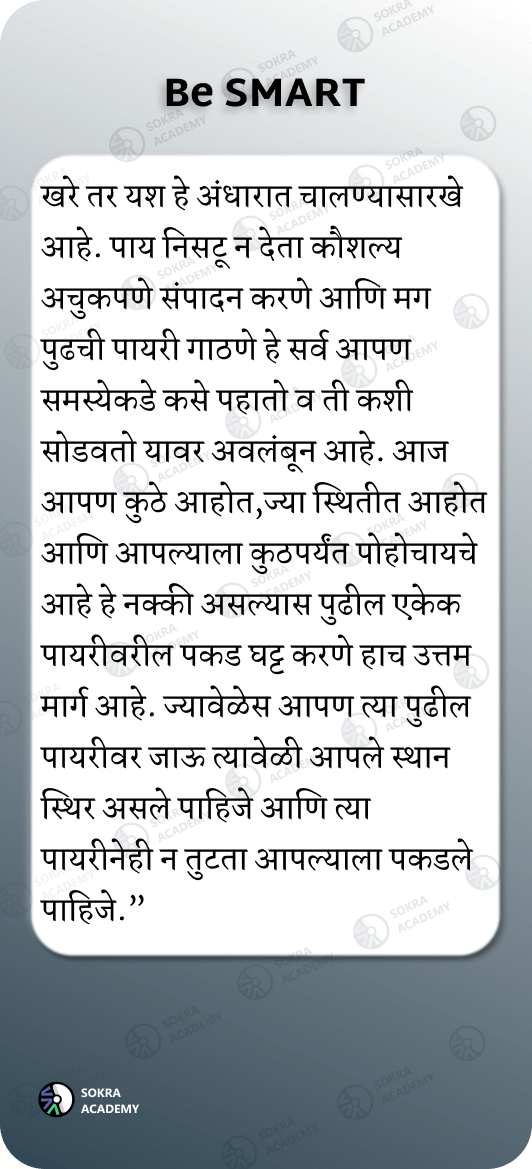 Be SMART
खरे तर यश हे अंधारात चालण्यासारखे
आहे. पाय निसटू न देता कौशल्य
अचुकपणे संपादन करणे आणि मग
पुढची पायरी गाठणे हे सर्व आपण
समस्येकडे कसे पहातो व ती कशी
सोडवतो यावर अवलंबून आहे. आज
आपण कुठे आहोत,ज्या स्थितीत आहोत
आणि आपल्याला कुठपर्यंत पोहोचायचे
आहे हे नक्की असल्यास पुढील एकेक
पायरीवरील पकड घट्ट करणे हाच उत्तम
मार्ग आहे. ज्यावेळेस आपण त्या पुढील
पायरीवर जाऊ त्यावेळी आपले स्थान
स्थिर असले पाहिजे आणि त्या
पायरीनेही न तुटता आपल्याला पकडले
पाहिजे.”
SOKRA
ACADEMY